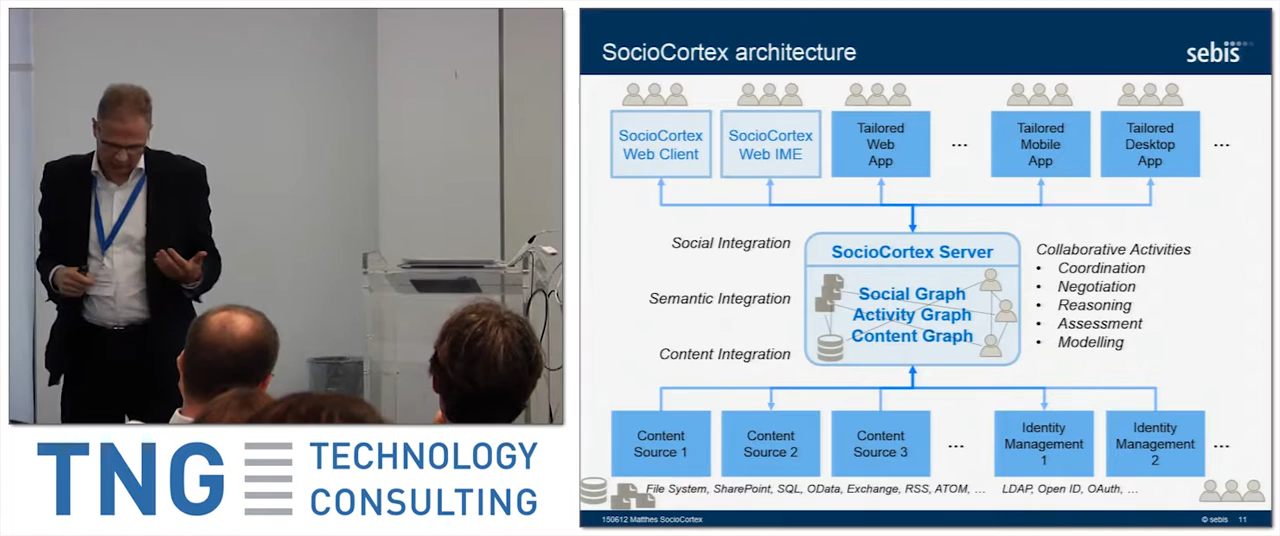 SocioCortex architecture
sebis
SocioCortex
Web Client
SocioCortex
Web IME
Tailored
Web
App
...
Tailored
Mobile
App
Tailored
Desktop
App
...
Social Integration
Semantic Integration
Content Integration
SocioCortex Server
Social Graph
Activity Graph
Content Graph
Collaborative Activities
• Coordination
• Negotiation
• Reasoning
• Assessment
• Modelling
Content
Source 1
Content
Source 2
Content
Source 3
...
Identity
Management
1
Identity
Management
2
...
File System, SharePoint, SQL, OData, Exchange, RSS, ATOM, ...
LDAP, Open ID, OAuth, ...
150612 Matthes SocioCortex
© sebis 11
TNG TECHNOLOGY
CONSULTING